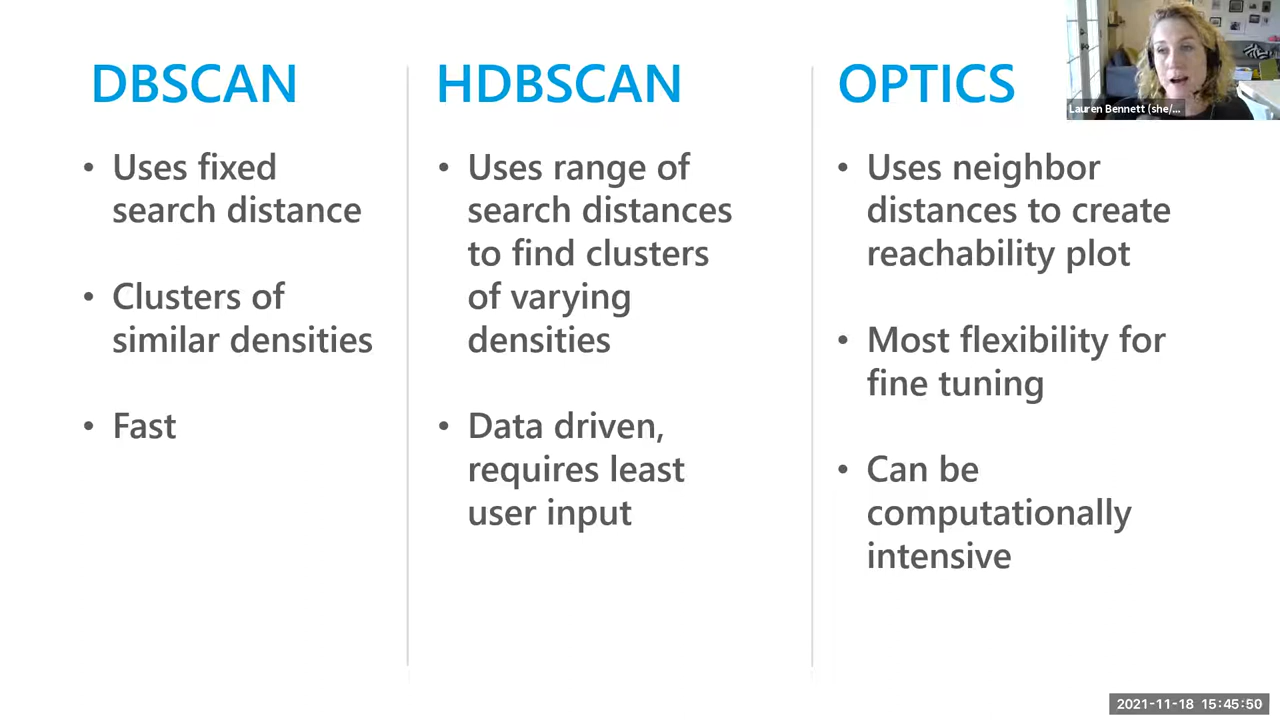 DBSCAN
• Uses fixed
search distance
• Clusters of
similar densities
• Fast
HDBSCAN
• Uses range of
search distances
to find clusters
of varying
densities
• Data driven,
requires least
user input
OPTICS
• Uses neighbor
distances to create
reachability plot
• Most flexibility for
fine tuning
• Can be
computationally
intensive
Lauren Bennett (she/...
2021-11-18 15:45:50